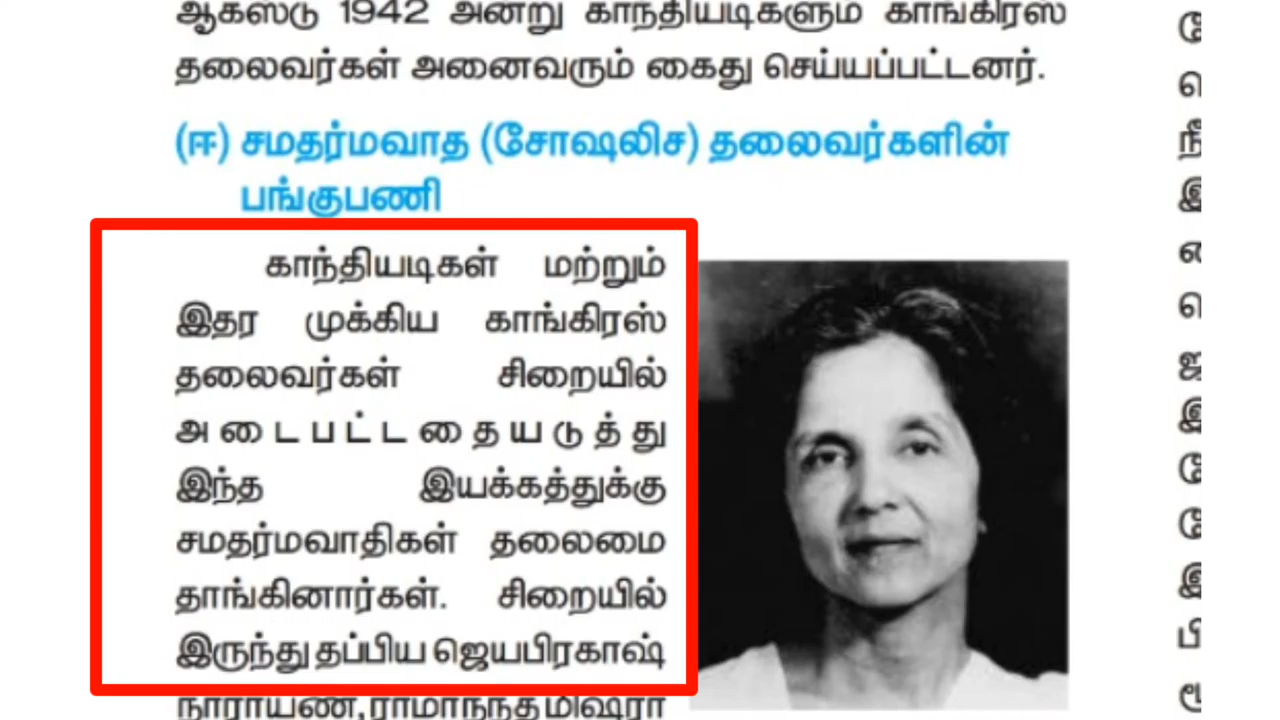 ஆகஸ்டு 1942 அன்று காந்தியடிகளும் காங்கிரஸ்
தலைவர்கள் அனைவரும் கைது செய்யப்பட்டனர்.
(ஈ) சமதர்மவாத (சோஷலிச) தலைவர்களின்
பங்குபணி
காந்தியடிகள் மற்றும்
இதர முக்கிய காங்கிரஸ்
தலைவர்கள் சிறையில்
அடைபட்டதையடுத்து
இந்த இயக்கத்துக்கு
சமதர்மவாதிகள் தலைமை
தாங்கினார்கள். சிறையில்
இருந்து தப்பிய ஜெயபிரகாஷ்
நாராயண், ராமாநந்த மிஷ்ரா